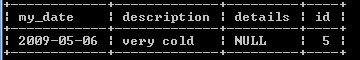 my_date | description | details | id
2009-05-06 | very cold | NULL | 5